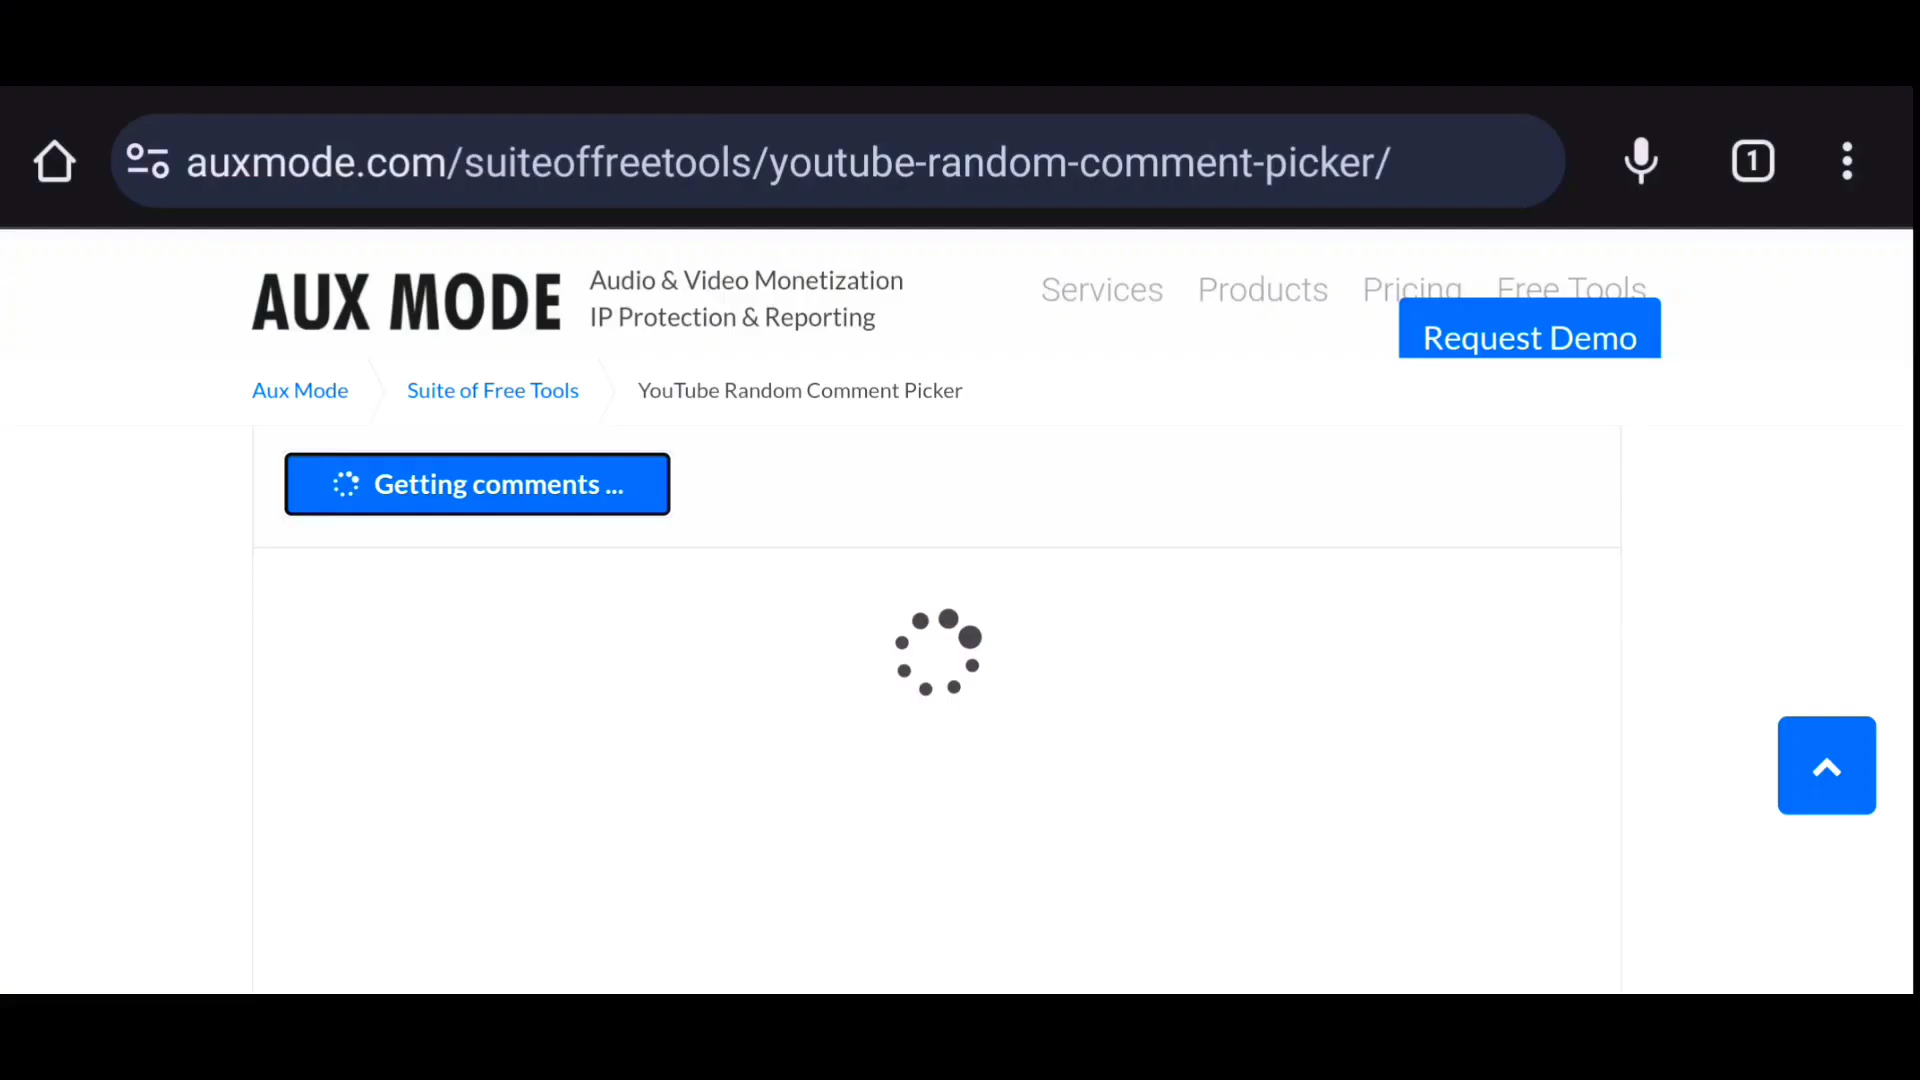 auxmode.com/suiteoffreetools/youtube-random-comment-picker/
1
AUX MODE
Audio & Video Monetization
IP Protection & Reporting
Services Products Pricing Free Tools
Request Demo
Aux Mode Suite of Free Tools YouTube Random Comment Picker
Getting comments ...